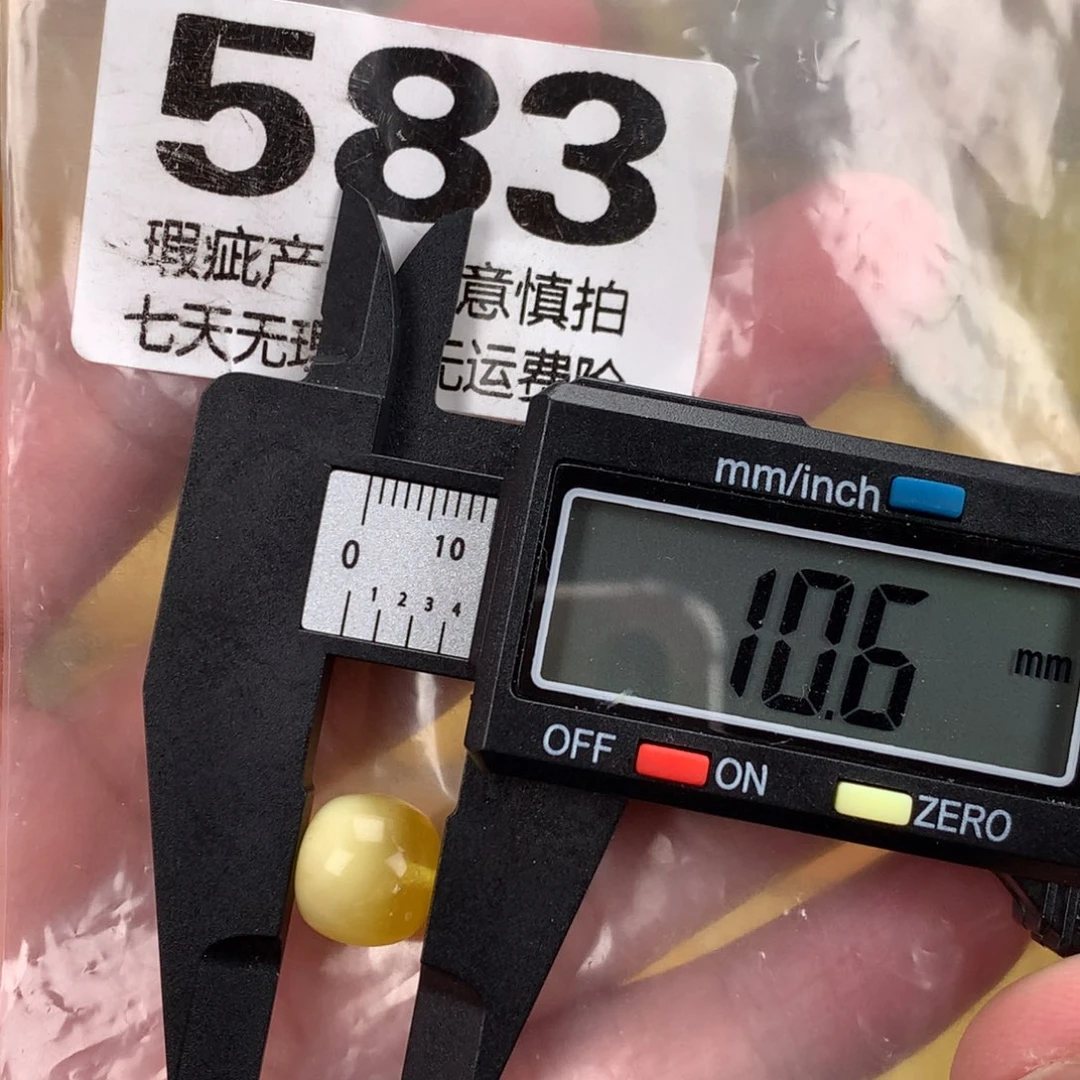 583
瑕疵产 意慎拍
七天无 运费险
mm/inch
0 10
1 2 3 4
10.6 mm
OFF ON ZERO